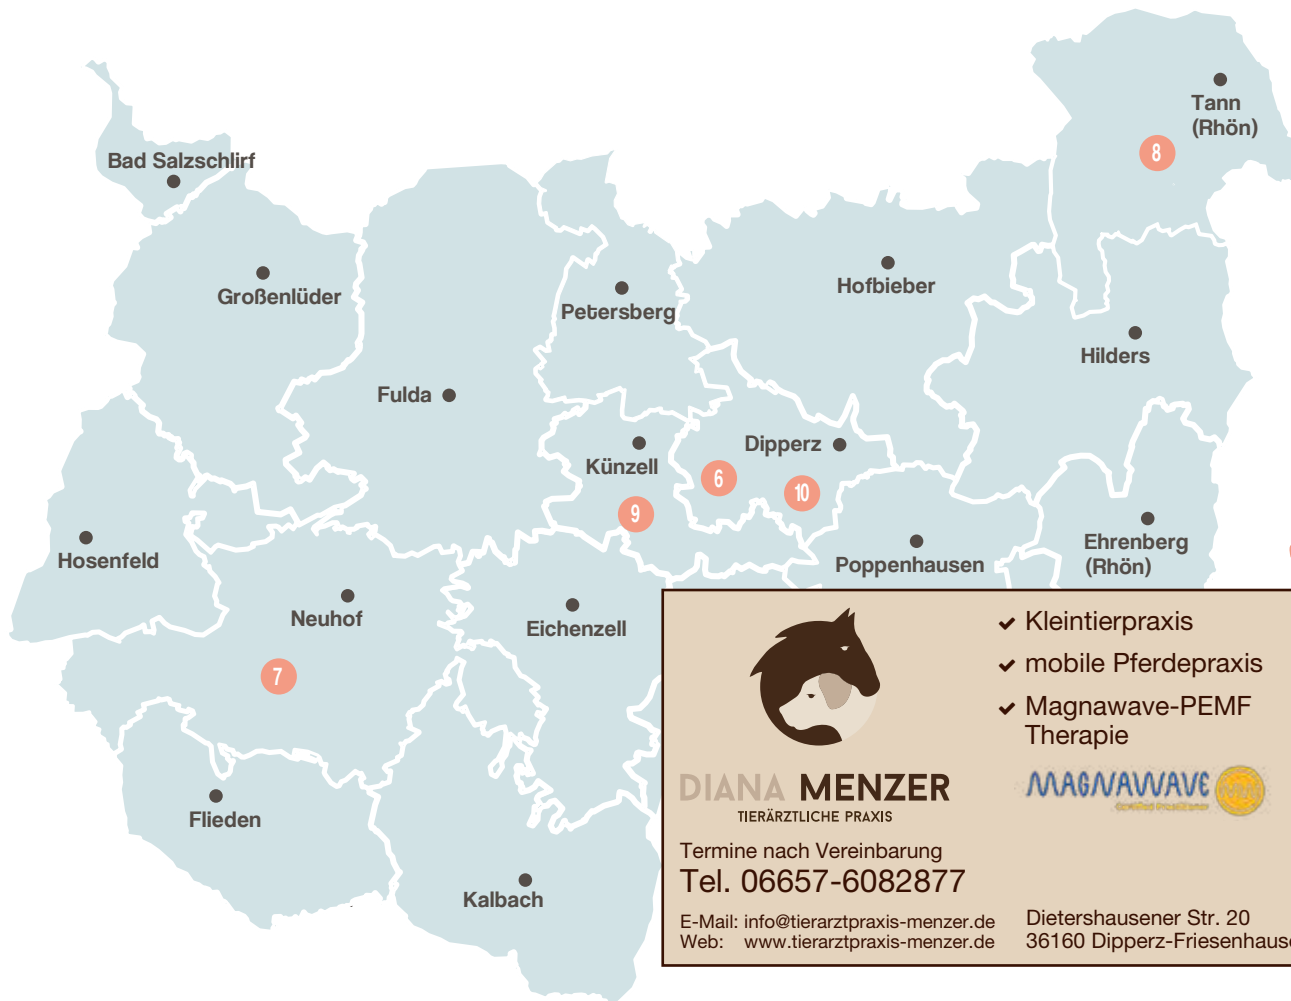 Tann
(Rhön)
8
Bad Salzschlirf
Großenlüder
Petersberg
Hofbieber
Hilders
Fulda
Künzell
Dipperz
6
10
9
Hosenfeld
Poppenhausen
Ehrenberg
(Rhön)
Neuhof
Eichenzell
7
Flieden
Kalbach
DIANA MENZER
TIERÄRZTLICHE PRAXIS
Termine nach Vereinbarung
Tel. 06657-6082877
E-Mail: info@tierarztpraxis-menzer.de
Web: www.tierarztpraxis-menzer.de
Kleintierpraxis
mobile Pferdepraxis
Magnawave-PEMF
Therapie
MAGNAWAVE
Dietershausener Str. 20
36160 Dipperz-Friesenhause